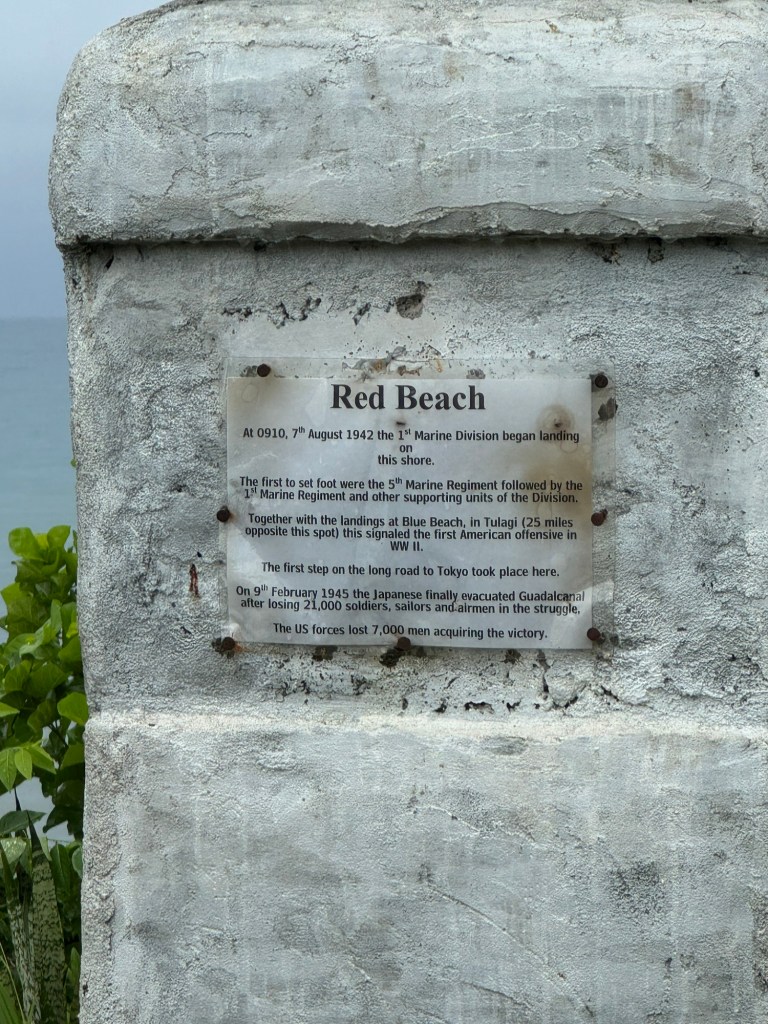 Red Beach
At 0910, 7th August 1942 the 1st Marine Division began landing
on
this shore.
The first to set foot were the 5th Marine Regiment followed by the
1st Marine Regiment and other supporting units of the Division.
Together with the landings at Blue Beach, in Tulagi (25 miles
opposite this spot) this signaled the first American offensive in
WW II.
The first step on the long road to Tokyo took place here.
On 9th February 1945 the Japanese finally evacuated Guadalcanal
after losing 21,000 soldiers, sailors and airmen in the struggle.
The US forces lost 7,000 men acquiring the victory.